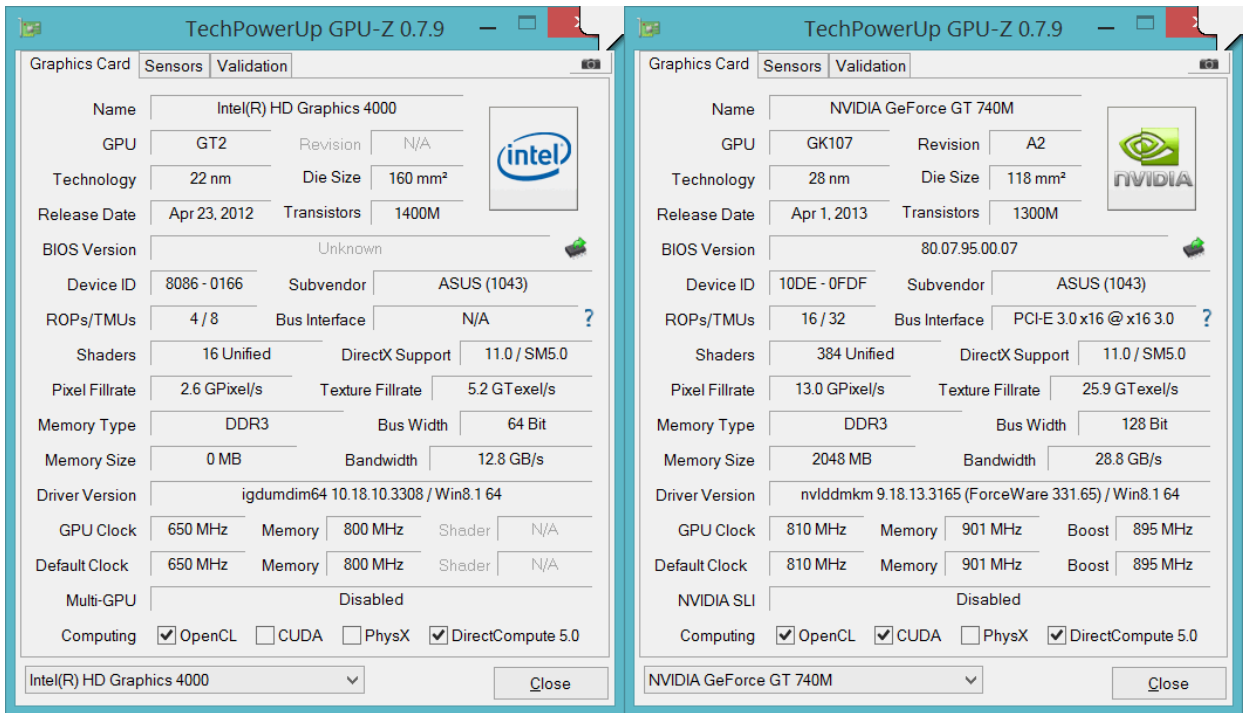 TechPowerUp GPU-Z 0.7.9
Graphics Card Sensors Validation
Name Intel(R) HD Graphics 4000
intel
GPU GT2 Revision N/A
Technology 22 nm Die Size 160 mm²
Release Date Apr 23, 2012 Transistors 1400M
BIOS Version Unknown
Device ID 8086 - 0166 Subvendor ASUS (1043)
ROPs/TMUs 4 / 8 Bus Interface N/A ?
Shaders 16 Unified DirectX Support 11.0 / SM5.0
Pixel Fillrate 2.6 GPixel/s Texture Fillrate 5.2 GTexel/s
Memory Type DDR3 Bus Width 64 Bit
Memory Size 0 MB Bandwidth 12.8 GB/s
Driver Version igdumdim64 10.18.10.3308 / Win8.1 64
GPU Clock 650 MHz Memory 800 MHz Shader N/A
Default Clock 650 MHz Memory 800 MHz Shader N/A
Multi-GPU Disabled
Computing OpenCL CUDA PhysX DirectCompute 5.0
Intel(R) HD Graphics 4000 Close
TechPowerUp GPU-Z 0.7.9
Graphics Card Sensors Validation
Name NVIDIA GeForce GT 740M
GPU GK107 Revision A2
NVIDIA
Technology 28 nm Die Size 118 mm²
Release Date Apr 1, 2013 Transistors 1300M
BIOS Version 80.07.95.00.07
Device ID 10DE - 0FDF Subvendor ASUS (1043)
ROPs/TMUs 16 / 32 Bus Interface PCI-E 3.0 x16 @ x16 3.0 ?
Shaders 384 Unified DirectX Support 11.0 / SM5.0
Pixel Fillrate 13.0 GPixel/s Texture Fillrate 25.9 GTexel/s
Memory Type DDR3 Bus Width 128 Bit
Memory Size 2048 MB Bandwidth 28.8 GB/s
Driver Version nvlddmkm 9.18.13.3165 (ForceWare 331.65) / Win8.1 64
GPU Clock 810 MHz Memory 901 MHz Boost 895 MHz
Default Clock 810 MHz Memory 901 MHz Boost 895 MHz
NVIDIA SLI Disabled
Computing OpenCL CUDA PhysX DirectCompute 5.0
NVIDIA GeForce GT 740M Close